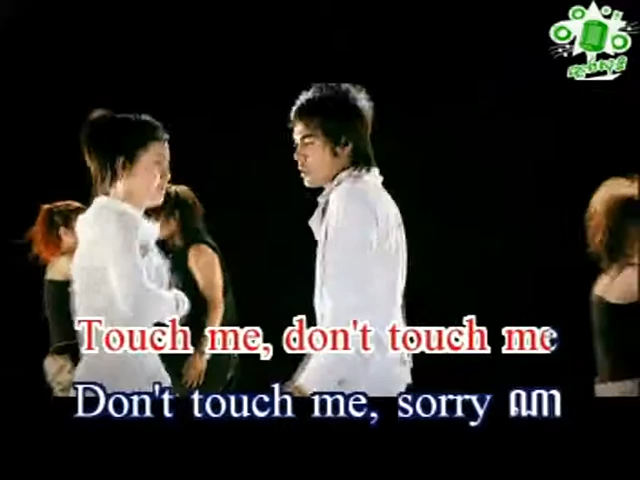 Touch me, don't touch me
Don't touch me, sorry ណា